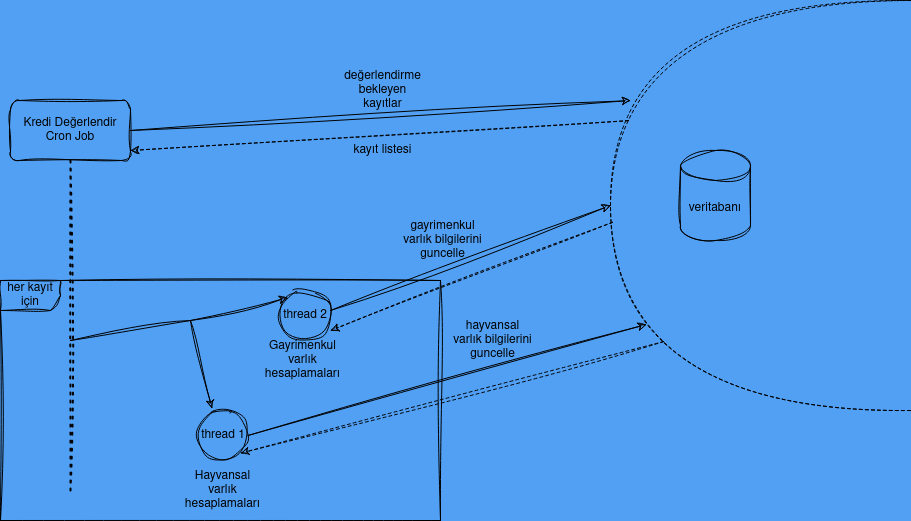 değerlendirme
bekleyen
kayıtlar
Kredi Değerlendir
Cron Job
kayıt listesi
veritabanı
gayrimenkul
varlık bilgilerini
guncelle
her kayıt
için
thread 2
Gayrimenkul
varlık
hesaplamaları
hayvansal
varlık bilgilerini
guncelle
thread 1
Hayvansal
varlık
hesaplamaları